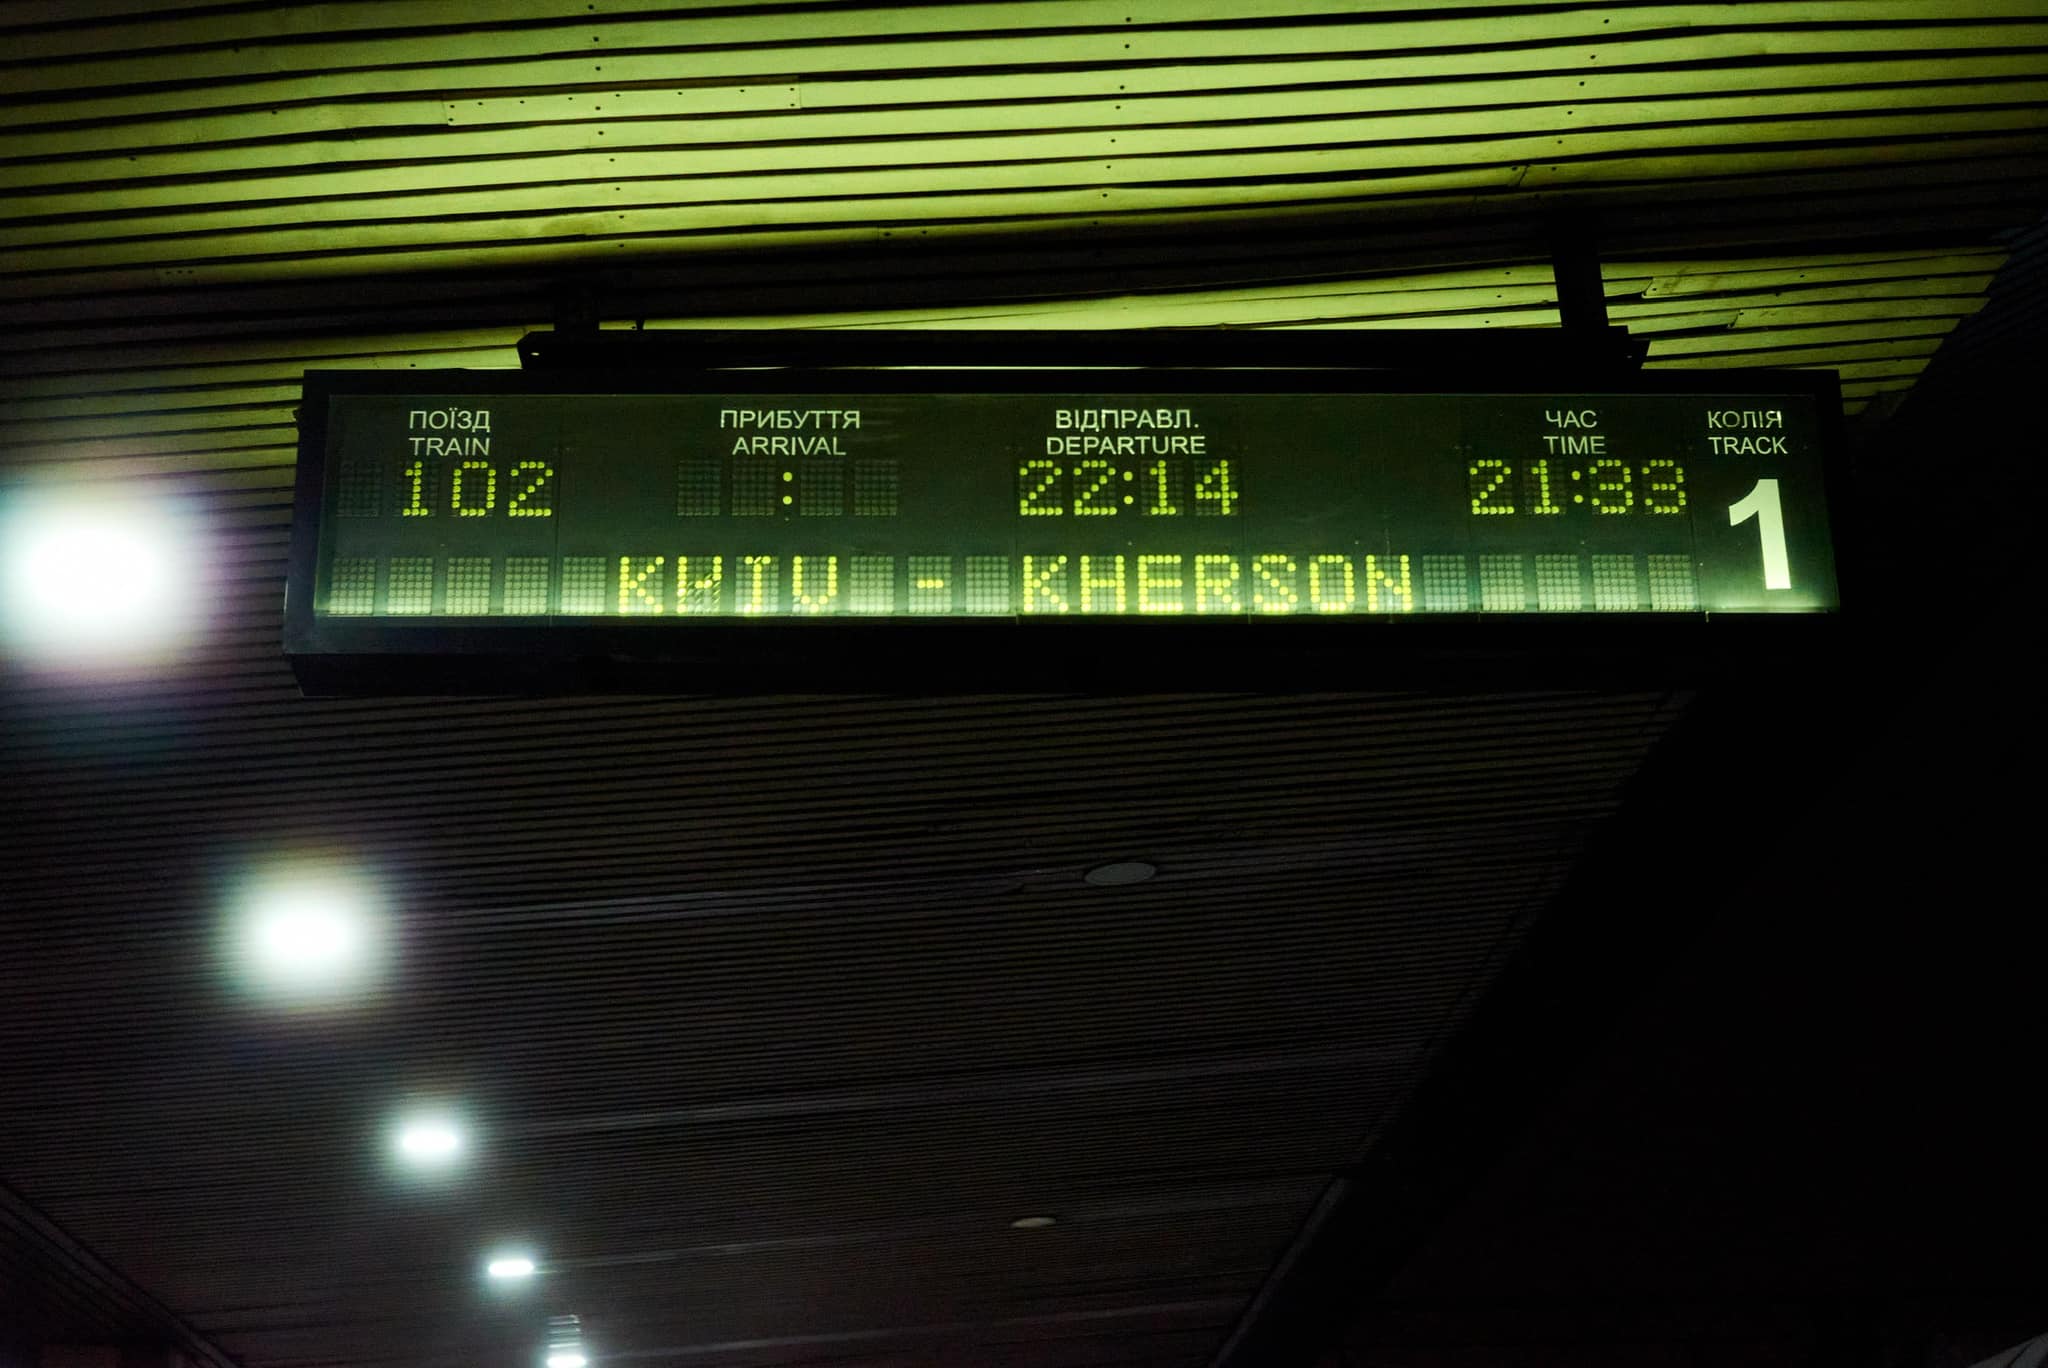 ПОЇЗД ПРИБУТТЯ ВІДПРАВЛ. ЧАС КОЛІЯ
TRAIN ARRIVAL DEPARTURE TIME TRACK
102 : 22:14 21:33 1
KYIV - KHERSON